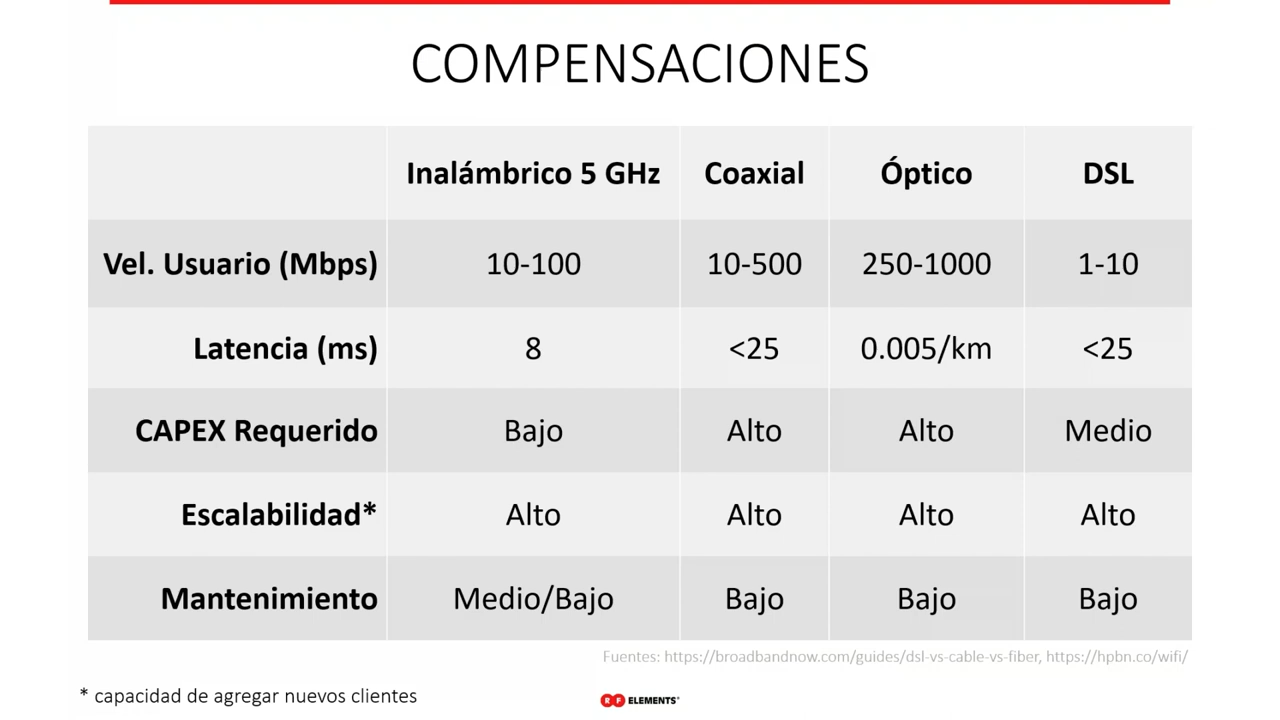 COMPENSACIONES
Inalámbrico 5 GHz Coaxial Óptico DSL
Vel. Usuario (Mbps) 10-100 10-500 250-1000 1-10
Latencia (ms) 8 <25 0.005/km <25
CAPEX Requerido Bajo Alto Alto Medio
Escalabilidad* Alto Alto Alto Alto
Mantenimiento Medio/Bajo Bajo Bajo Bajo
Fuentes: https://broadbandnow.com/guides/dsl-vs-cable-vs-fiber, https://hpbn.co/wifi/
* capacidad de agregar nuevos clientes
RF ELEMENTS